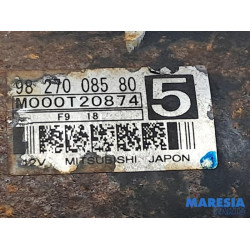 98 270 085 80
M000T20874
5
F9 18
12V MITSUBISHI JAPON
MARESIA